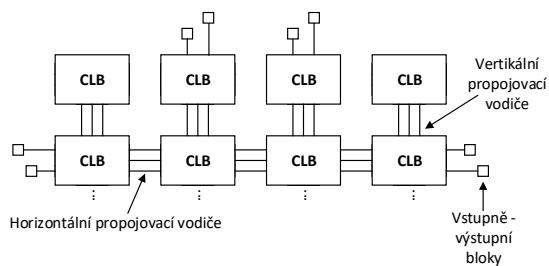 CLB CLB CLB CLB
Vertikální
propojovací
vodiče
CLB CLB CLB CLB
Horizontální propojovací vodiče
Vstupně -
výstupní
bloky